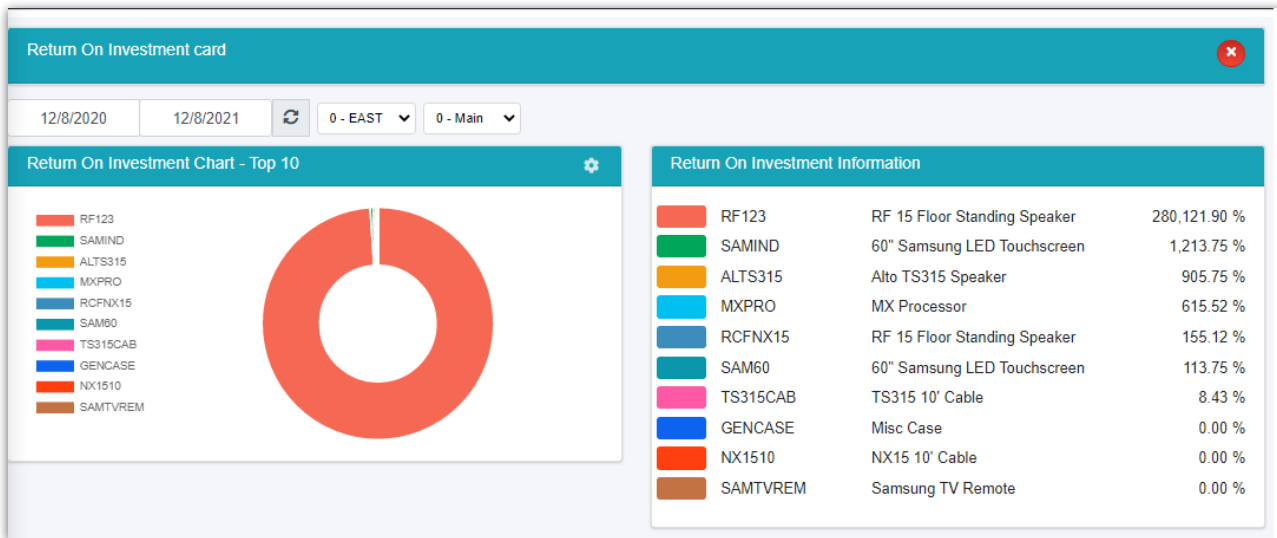 Return On Investment card
12/8/2020 12/8/2021 0 - EAST 0 - Main
Return On Investment Chart - Top 10
RF123
SAMIND
ALTS315
MXPRO
RCFNX15
SAM60
TS315CAB
GENCASE
NX1510
SAMTVREM
Return On Investment Information
RF123 RF 15 Floor Standing Speaker 280,121.90 %
SAMIND 60" Samsung LED Touchscreen 1,213.75 %
ALTS315 Alto TS315 Speaker 905.75 %
MXPRO MX Processor 615.52 %
RCFNX15 RF 15 Floor Standing Speaker 155.12 %
SAM60 60" Samsung LED Touchscreen 113.75 %
TS315CAB TS315 10' Cable 8.43 %
GENCASE Misc Case 0.00 %
NX1510 NX15 10' Cable 0.00 %
SAMTVREM Samsung TV Remote 0.00 %